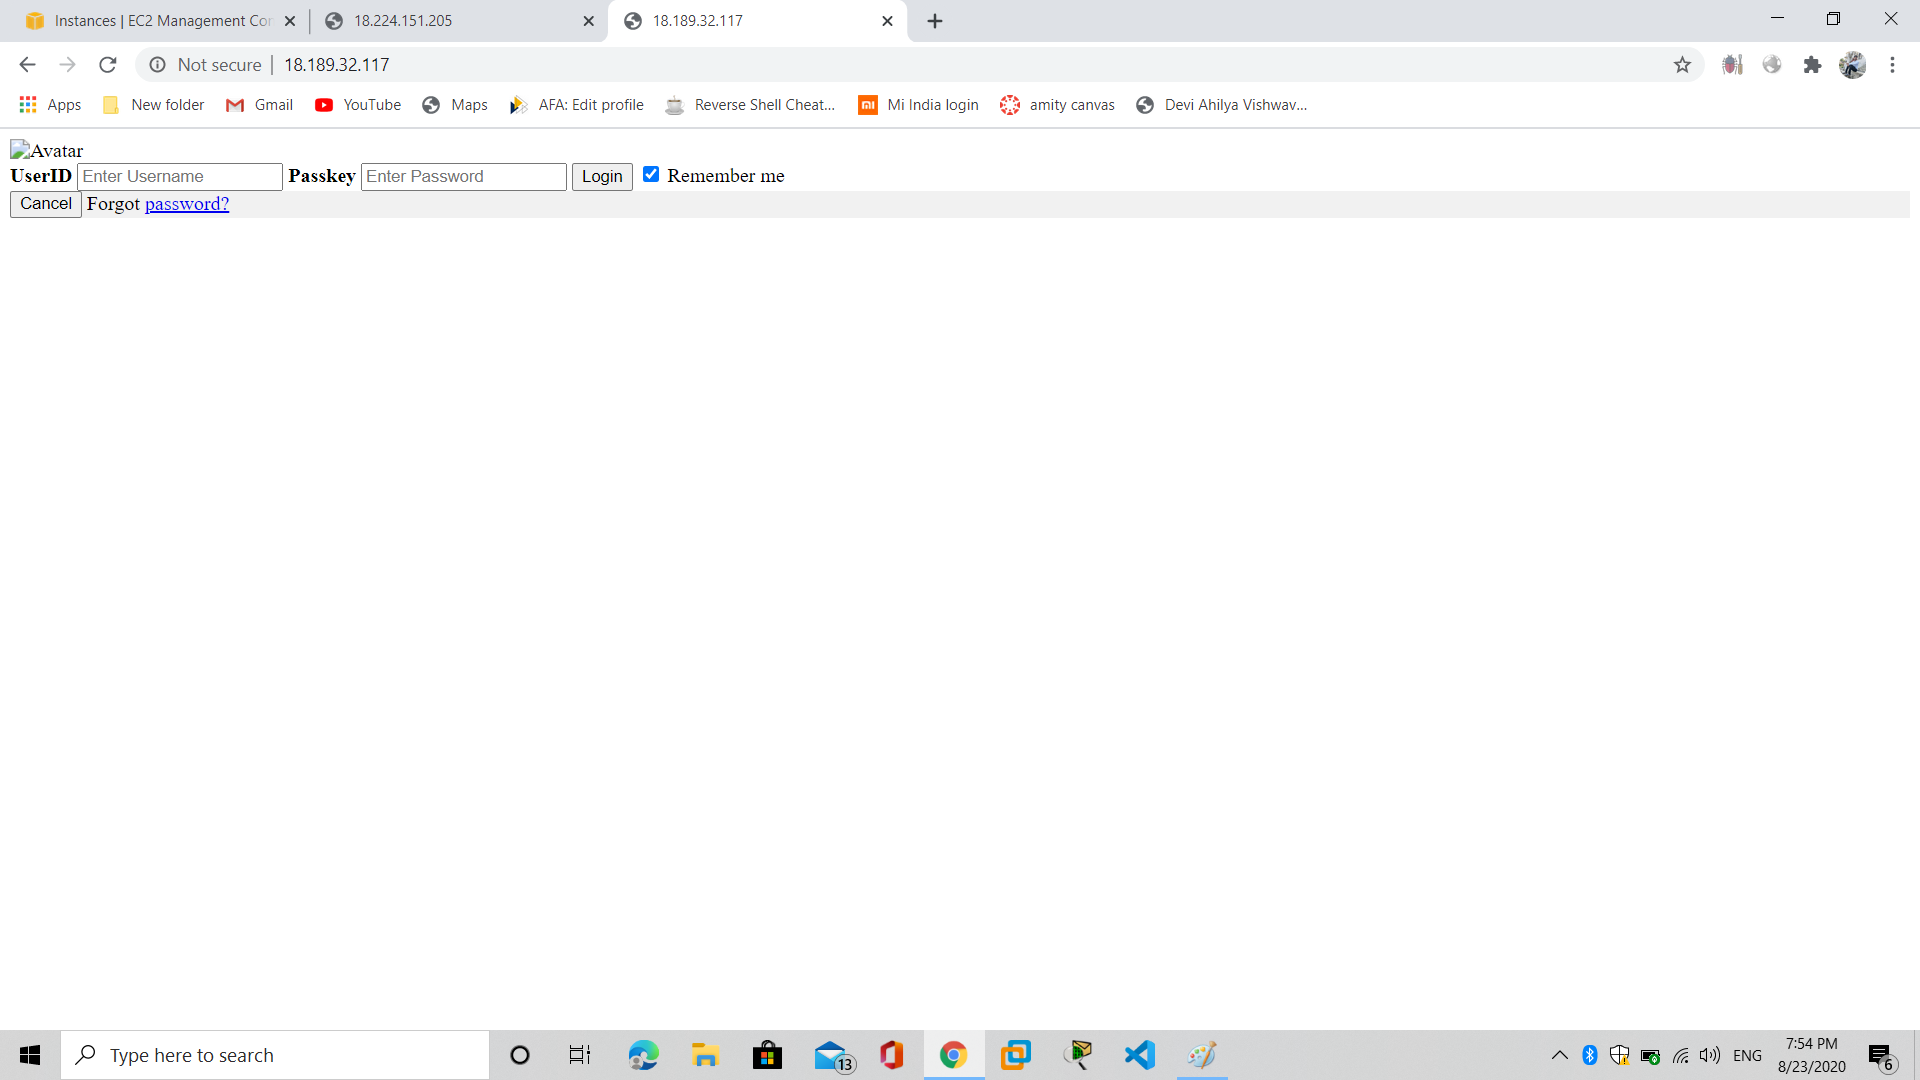 Instances | EC2 Management Con
18.224.151.205
18.189.32.117
Not secure
18.189.32.117
Apps
New folder
Gmail
YouTube
Maps
AFA: Edit profile
Reverse Shell Cheat...
Mi India login
amity canvas
Devi Ahilya Vishwav...
Avatar
UserID Enter Username Passkey Enter Password Login Remember me
Cancel Forgot password?
Type here to search
13
ENG
7:54 PM
8/23/2020
6